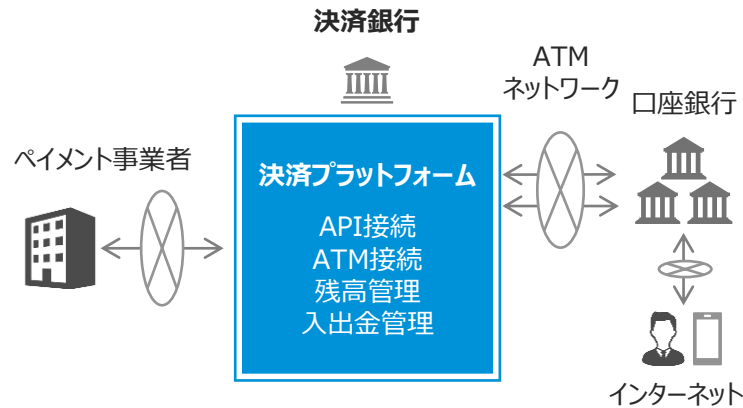 決済銀行
ATM
ネットワーク
口座銀行
ペイメント事業者
決済プラットフォーム
API接続
ATM接続
残高管理
入出金管理
インターネット